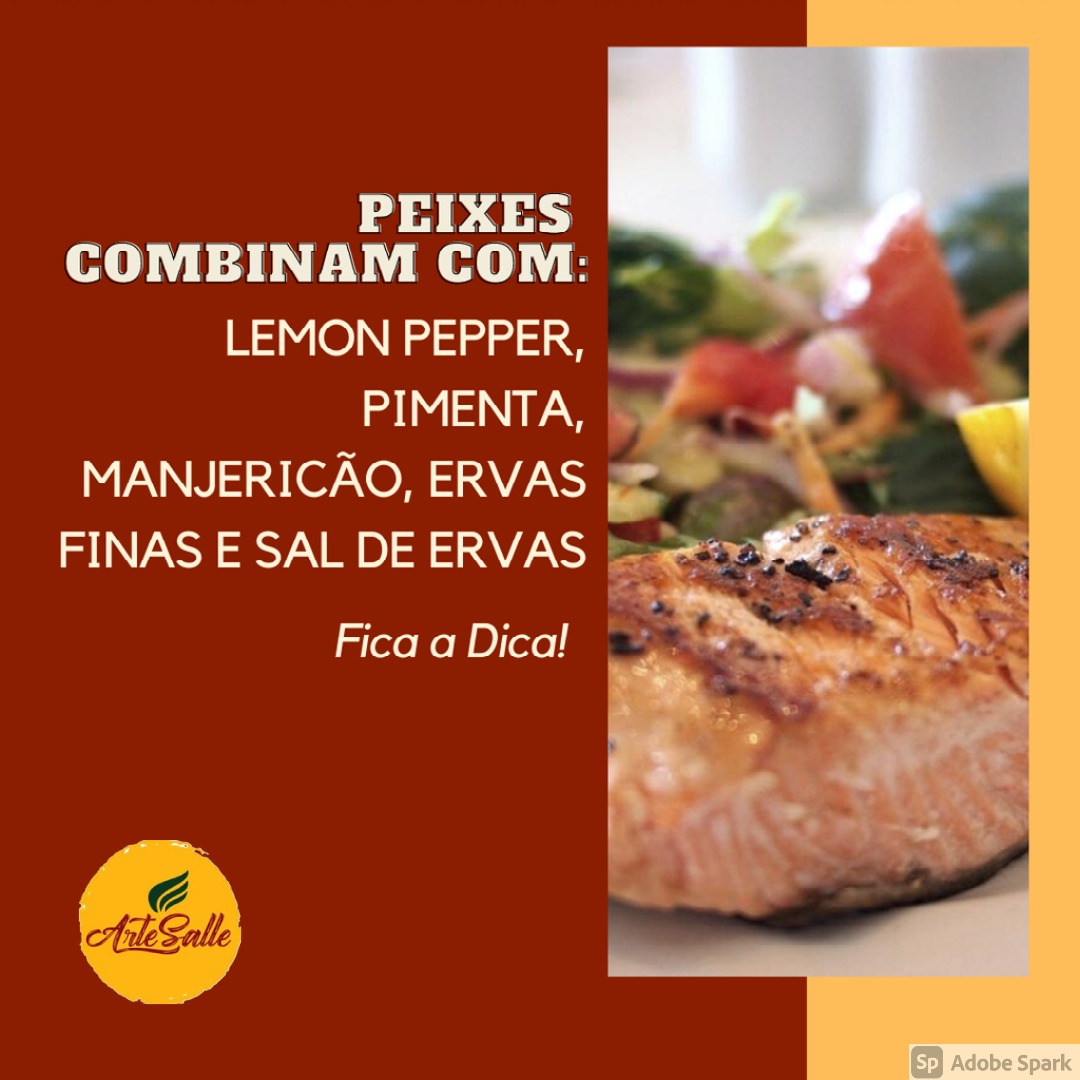 PEIXES
COMBINAM COM:
LEMON PEPPER,
PIMENTA,
MANJERICÃO, ERVAS
FINAS E SAL DE ERVAS
Fica a Dica!
ArteSalle
Sp Adobe Spark